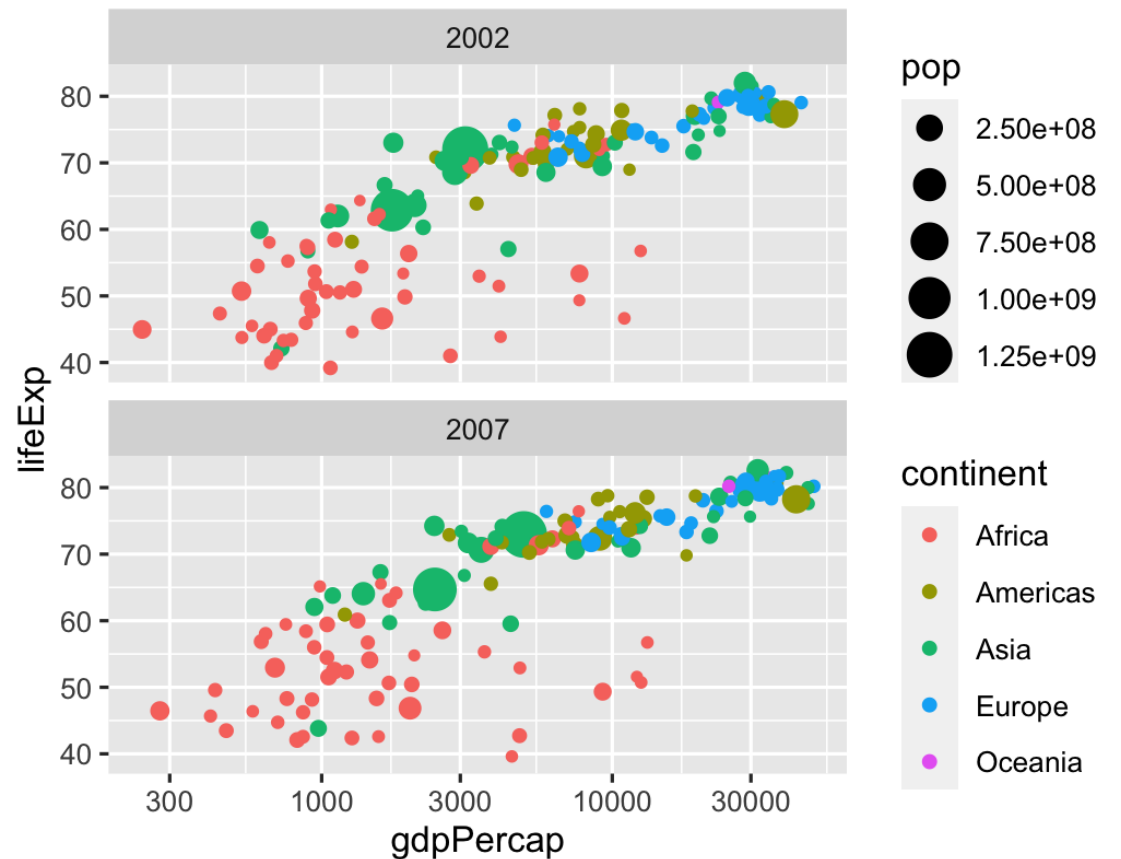 2002
80
70
60
50
40
2007
80
70
60
50
40
300 1000 3000 10000 30000
gdpPercap
lifeExp
pop
2.50e+08
5.00e+08
7.50e+08
1.00e+09
1.25e+09
continent
Africa
Americas
Asia
Europe
Oceania